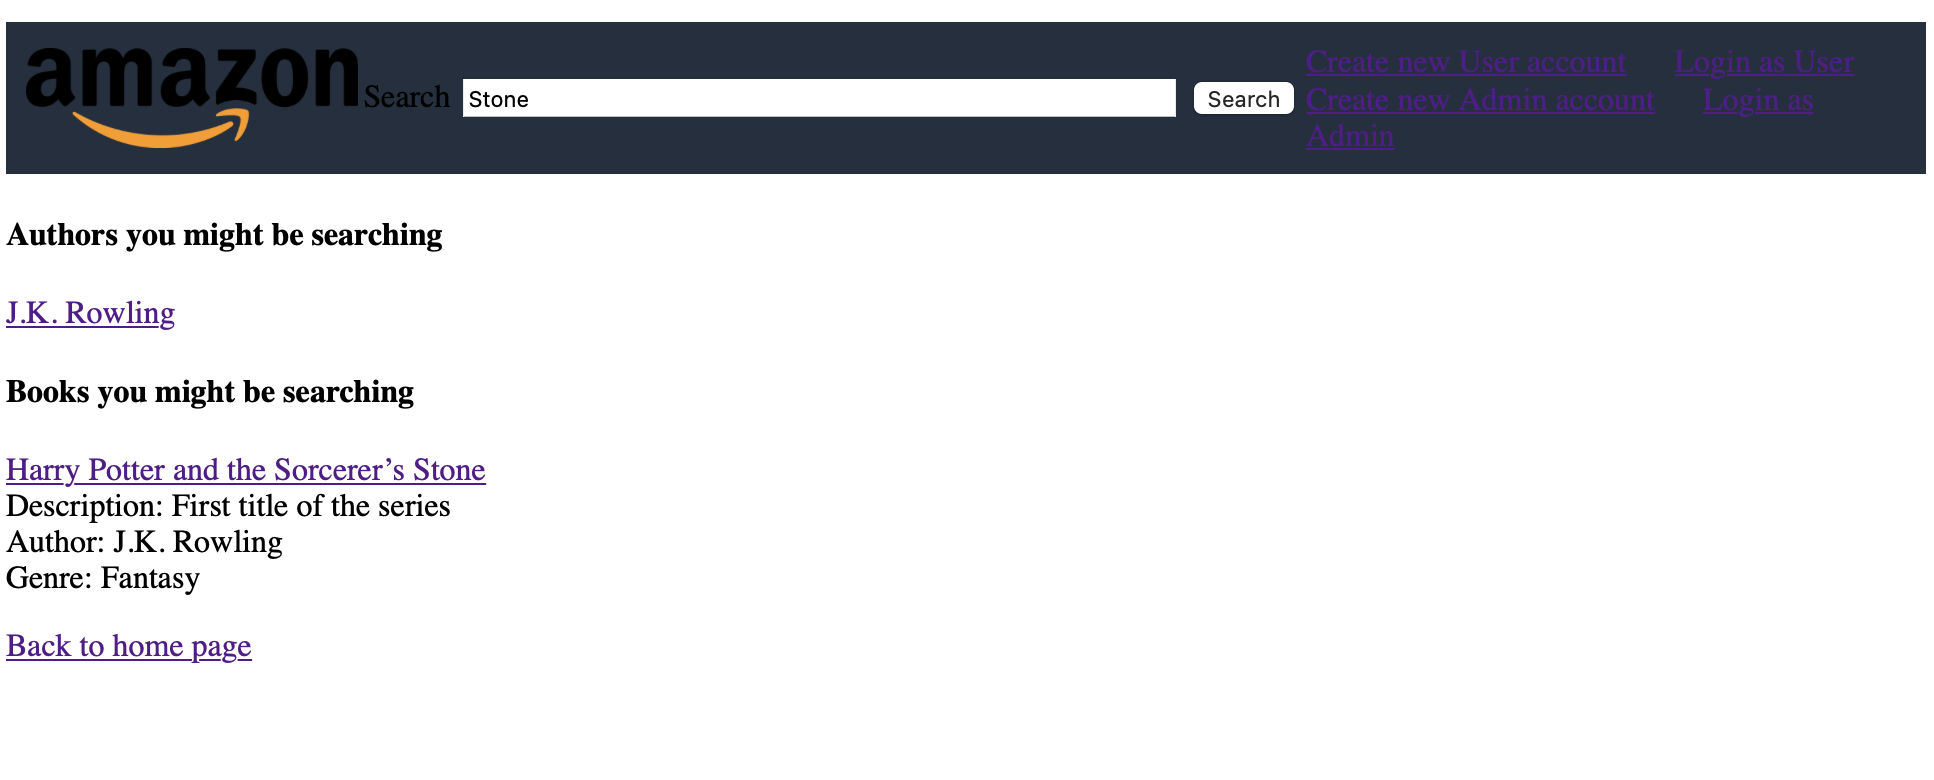 amazon Search Stone Search
Create new User account Login as User
Create new Admin account Login as
Admin
Authors you might be searching
J.K. Rowling
Books you might be searching
Harry Potter and the Sorcerer’s Stone
Description: First title of the series
Author: J.K. Rowling
Genre: Fantasy
Back to home page